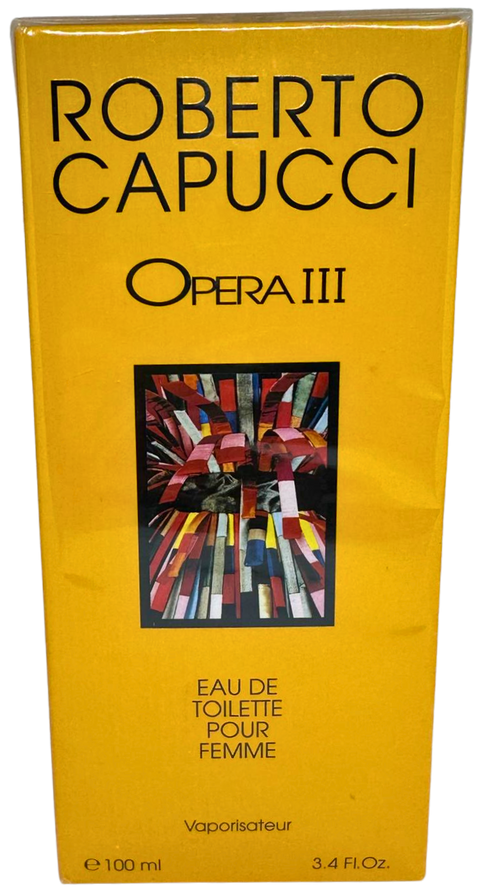 ROBERTO
CAPUCCI
OPERA III
EAU DE
TOILETTE
POUR
FEMME
Vaporisateur
℮ 100 ml 3.4 Fl.Oz.